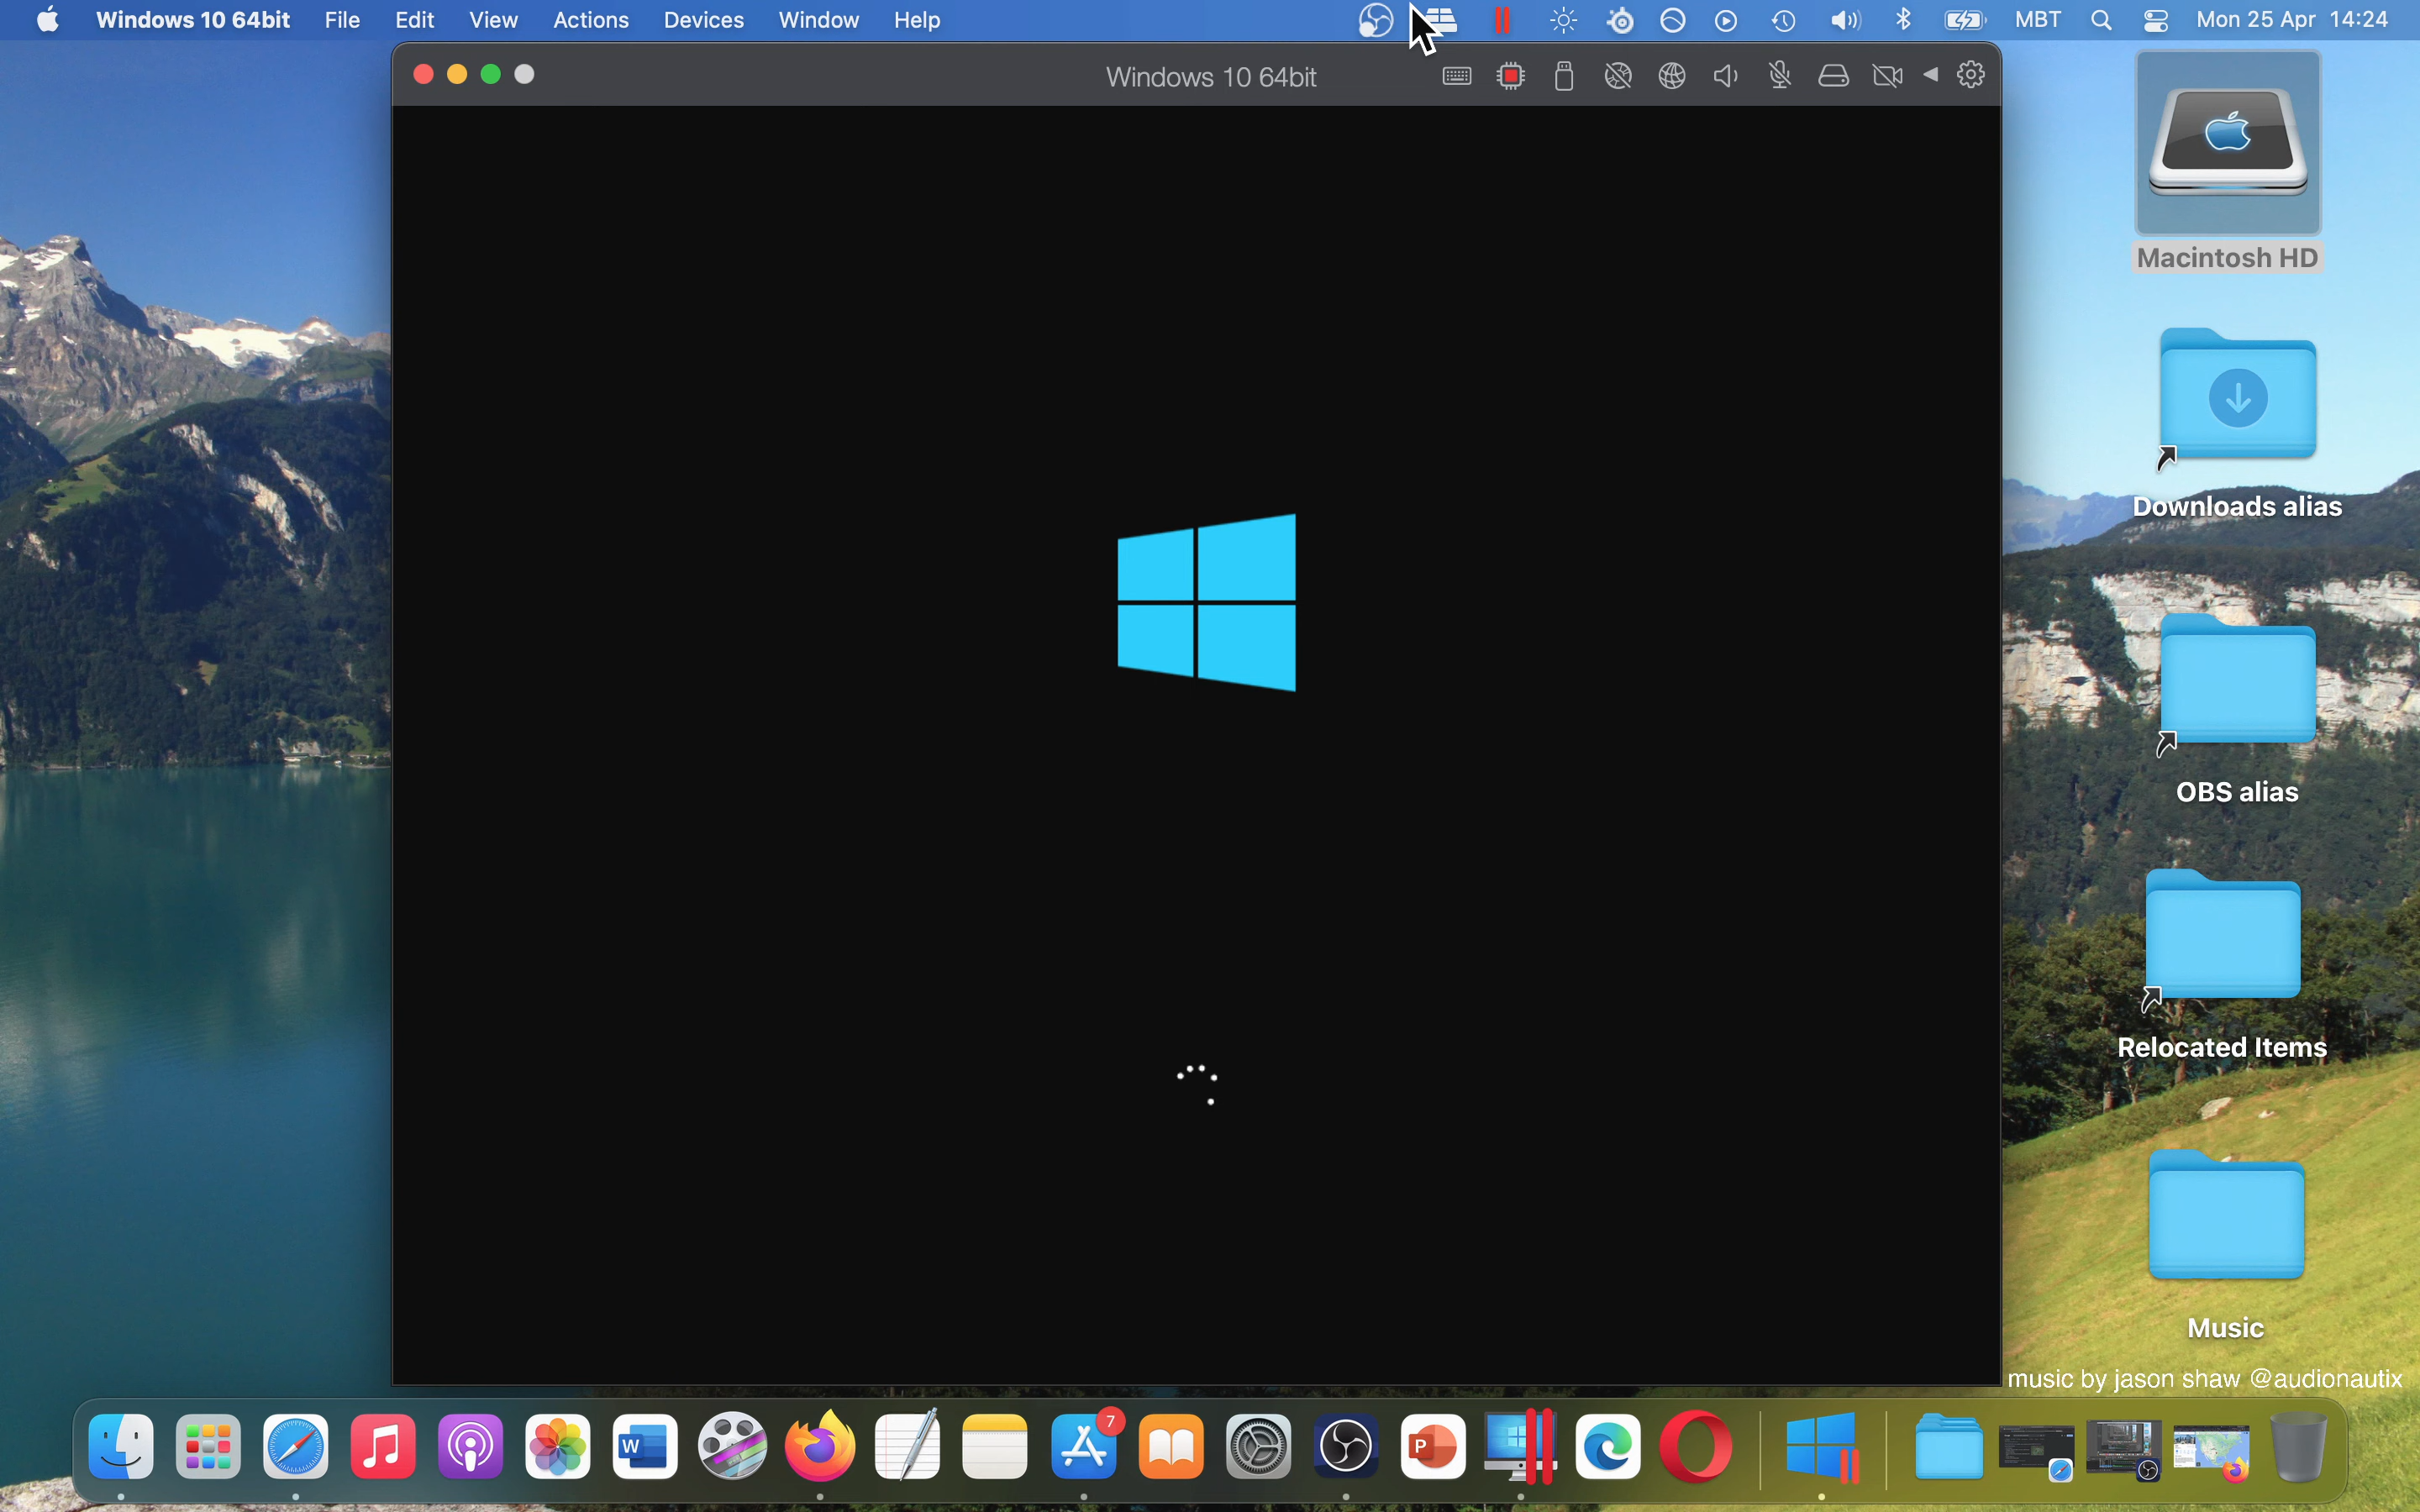 Windows 10 64bit File Edit View Actions Devices Window Help MBT Mon 25 Apr 14:24
Windows 10 64bit
Macintosh HD
Downloads alias
OBS alias
Relocated Items
Music
music by jason shaw @audionautix
W
7
P